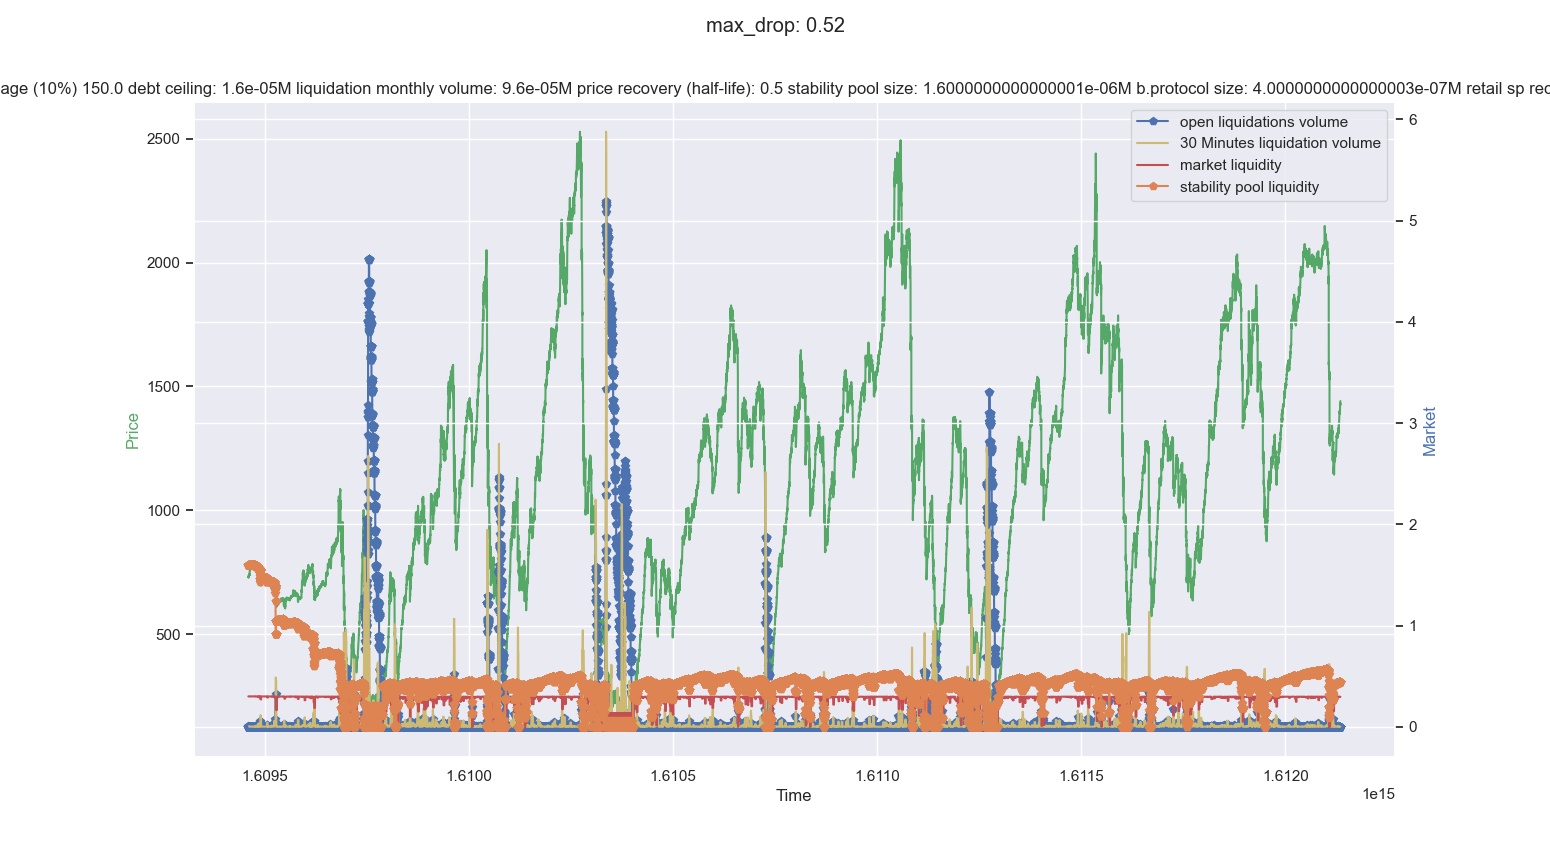 max_drop: 0.52
age (10%) 150.0 debt ceiling: 1.6e-05M liquidation monthly volume: 9.6e-05M price recovery (half-life): 0.5 stability pool size: 1.6000000000000001e-06M b.protocol size: 4.0000000000000003e-07M retail sp rec
open liquidations volume
30 Minutes liquidation volume
market liquidity
stability pool liquidity
2500
2000
1500
1000
500
Price
6
5
4
3
2
1
0
Market
1.6095
1.6100
1.6105
1.6110
1.6115
1.6120
1e15
Time